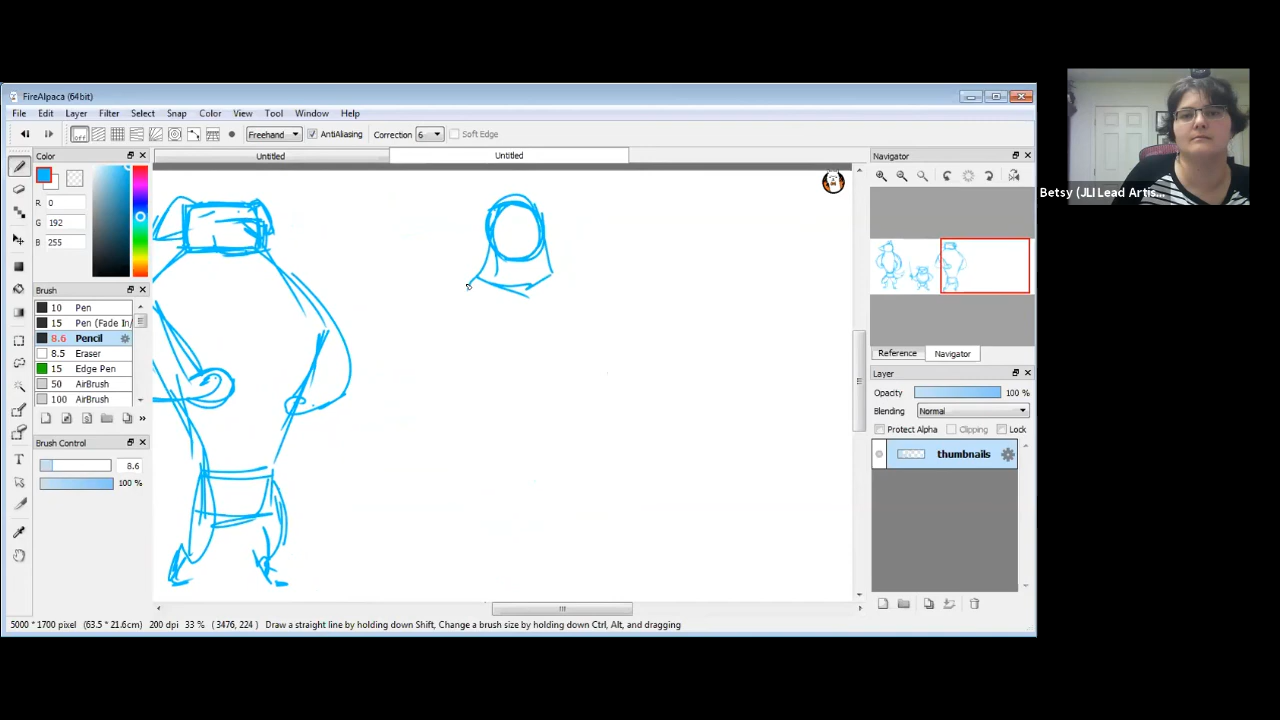 FireAlpaca (64bit)
File Edit Layer Filter Select Snap Color View Tool Window Help
off Freehand AntiAliasing Correction 6 Soft Edge
Color
Untitled Untitled
Navigator
R 0
G 192
B 255
Brush
10 Pen
15 Pen (Fade In/
8.6 Pencil
8.5 Eraser
15 Edge Pen
50 AirBrush
100 AirBrush
Brush Control
8.6
100 %
Reference Navigator
Layer
Opacity 100 %
Blending Normal
Protect Alpha Clipping Lock
thumbnails
5000 * 1700 pixel (63.5 * 21.6cm) 200 dpi 33 % ( 3476, 224 ) Draw a straight line by holding down Shift, Change a brush size by holding down Ctrl, Alt, and dragging
Betsy (JLI Lead Artis...